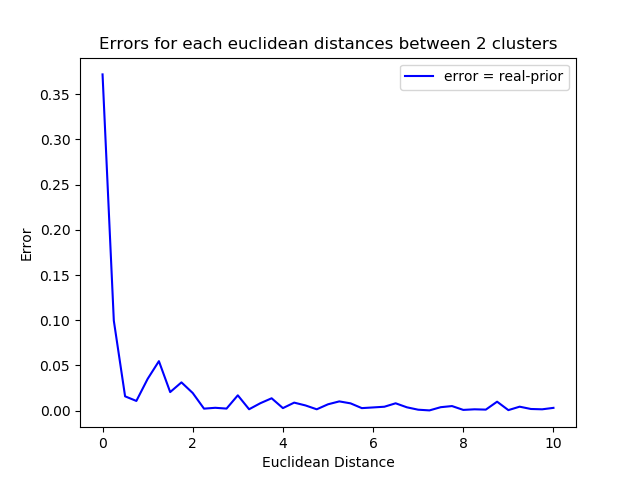 Errors for each euclidean distances between 2 clusters
error = real-prior
0.35
0.30
0.25
0.20
0.15
0.10
0.05
0.00
Error
0 2 4 6 8 10
Euclidean Distance